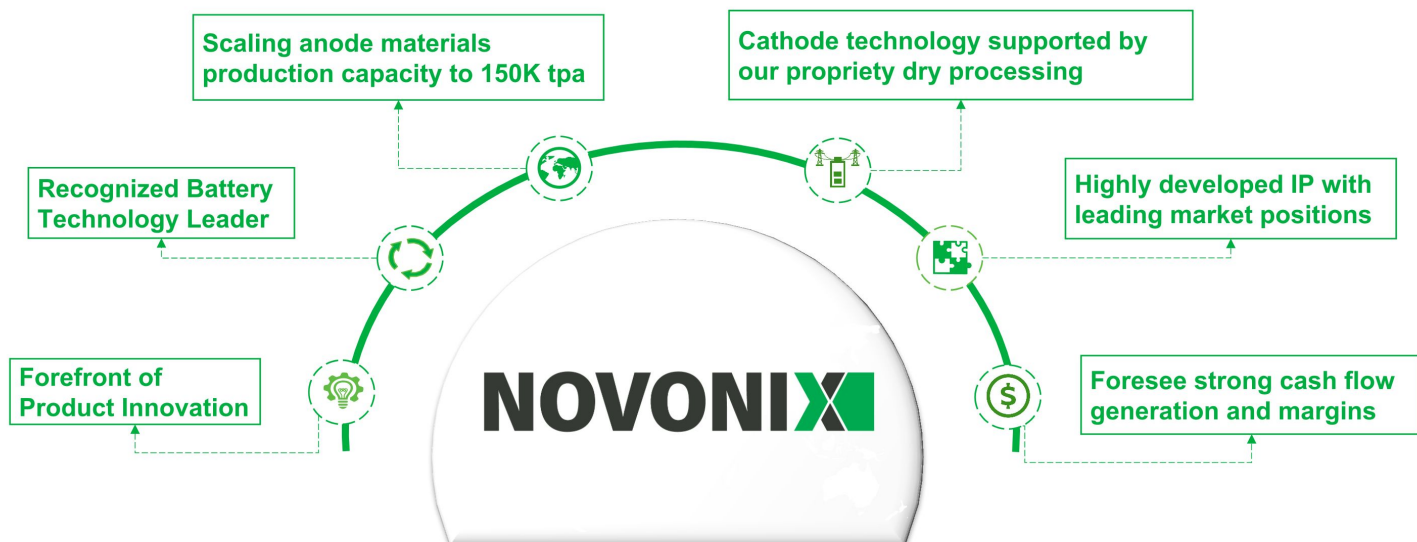 Scaling anode materials
production capacity to 150K tpa
Cathode technology supported by
our propriety dry processing
Recognized Battery
Technology Leader
Highly developed IP with
leading market positions
Forefront of
Product Innovation
NOVONIX
Foresee strong cash flow
generation and margins
$